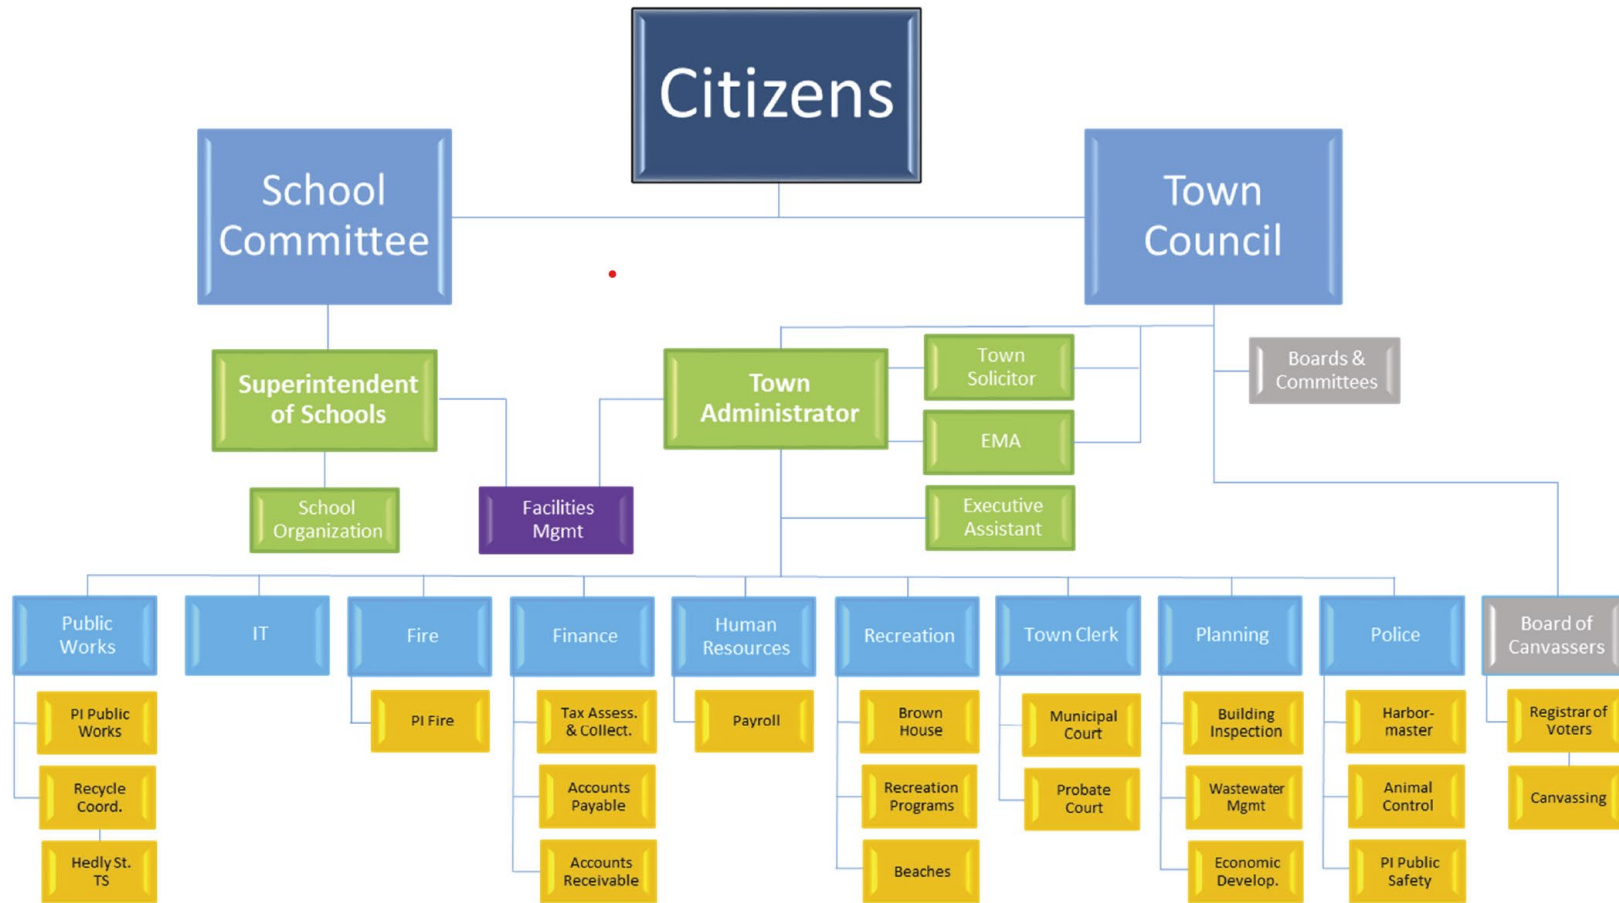 Citizens
School
Committee
Town
Council
Superintendent
of Schools
Town
Administrator
Town
Solicitor
Boards &
Committees
EMA
School
Organization
Facilities
Mgmt
Executive
Assistant
Public
Works
IT
Fire
Finance
Human
Resources
Recreation
Town Clerk
Planning
Police
Board of
Canvassers
PI Public
Works
PI Fire
Tax Assess.
& Collect.
Payroll
Brown
House
Municipal
Court
Building
Inspection
Harbor-
master
Registrar of
Voters
Recycle
Coord.
Accounts
Payable
Recreation
Programs
Probate
Court
Wastewater
Mgmt
Animal
Control
Canvassing
Hedly St.
TS
Accounts
Receivable
Beaches
Economic
Develop.
PI Public
Safety